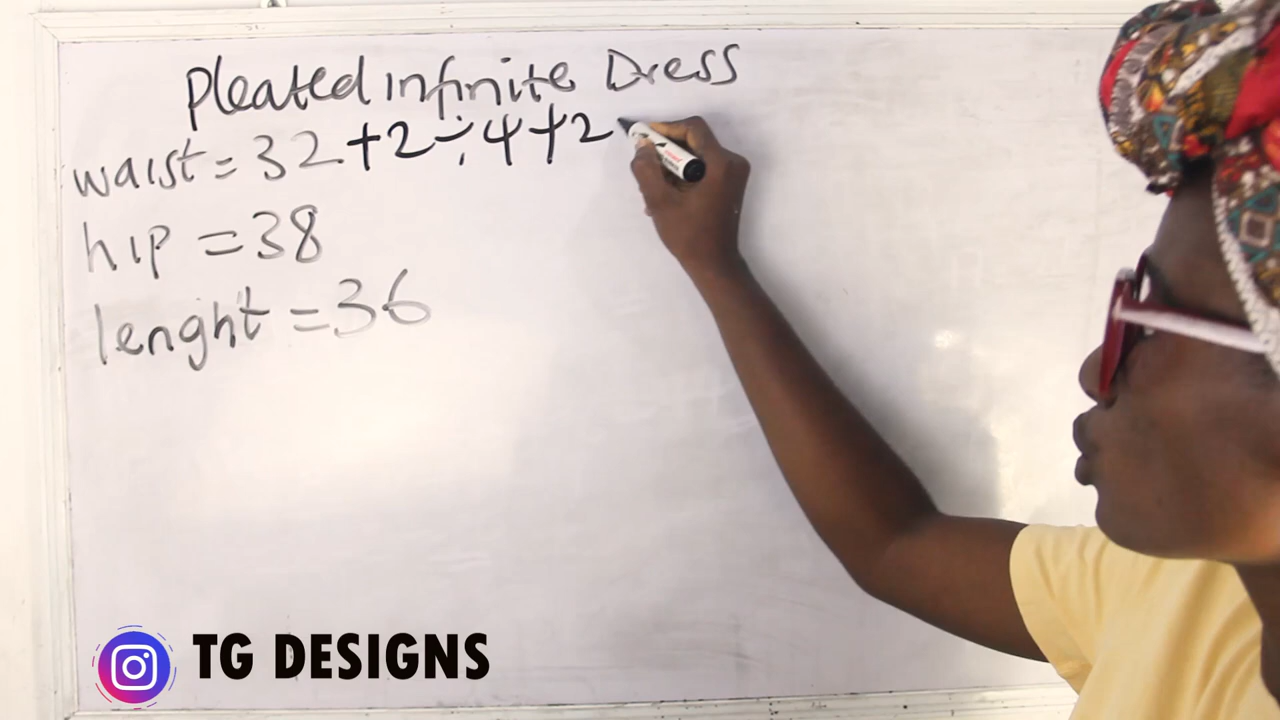 Pleated infinite Dress
waist = 32 + 2 ÷ 4 + 2
hip = 38
lenght = 36
TG DESIGNS